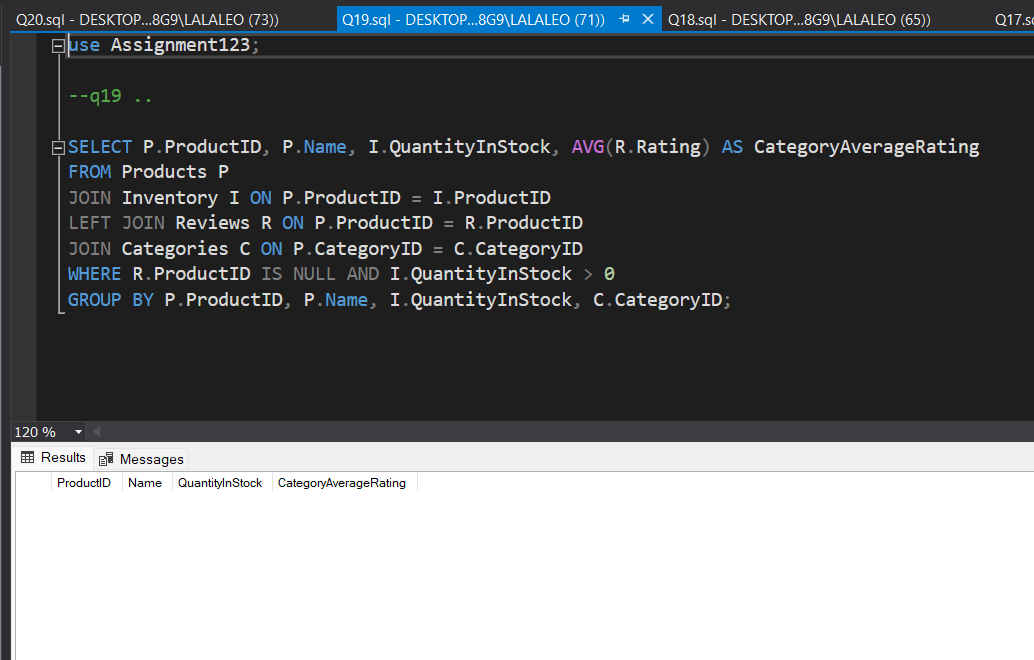 Q20.sql - DESKTOP...8G9\LALALEO (73)) Q19.sql - DESKTOP...8G9\LALALEO (71)) Q18.sql - DESKTOP...8G9\LALALEO (65)) Q17.s
use Assignment123;
--q19 ..
SELECT P.ProductID, P.Name, I.QuantityInStock, AVG(R.Rating) AS CategoryAverageRating
FROM Products P
JOIN Inventory I ON P.ProductID = I.ProductID
LEFT JOIN Reviews R ON P.ProductID = R.ProductID
JOIN Categories C ON P.CategoryID = C.CategoryID
WHERE R.ProductID IS NULL AND I.QuantityInStock > 0
GROUP BY P.ProductID, P.Name, I.QuantityInStock, C.CategoryID;
120 %
Results Messages
ProductID Name QuantityInStock CategoryAverageRating